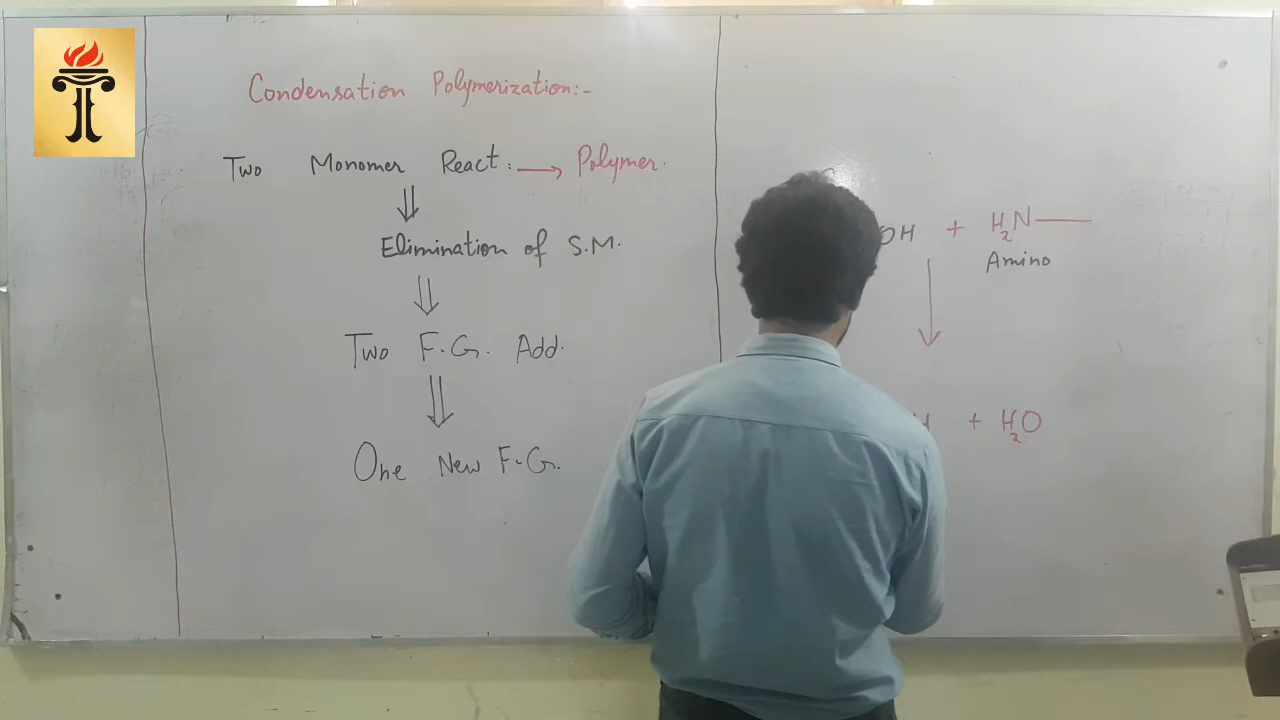 Condensation Polymerization:-
Two Monomer React: → Polymer.
⇓
Elimination of S.M.
⇓
Two F.G. Add.
⇓
One New F-G.
OH + H₂N—
Amino
↓
+ H₂O